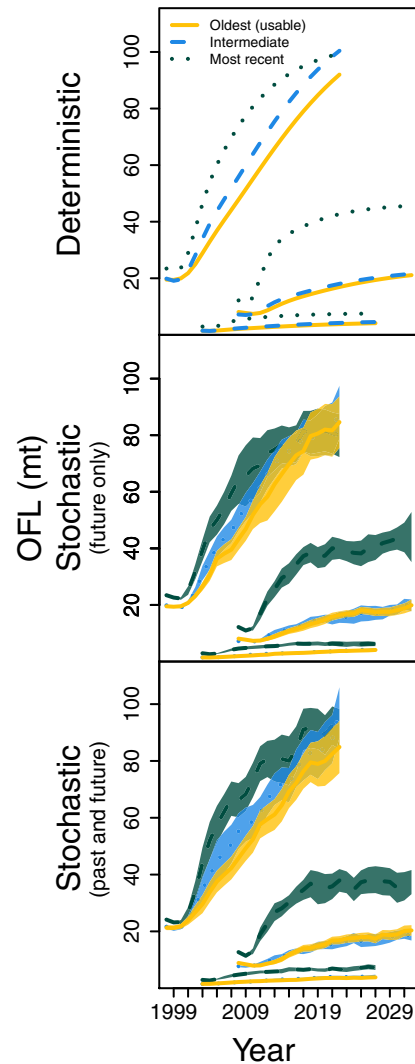 Oldest (usable)
Intermediate
Most recent
Deterministic
100
80
60
40
20
OFL (mt)
Stochastic
(future only)
100
80
60
40
20
Stochastic
(past and future)
100
80
60
40
20
1999 2009 2019 2029
Year